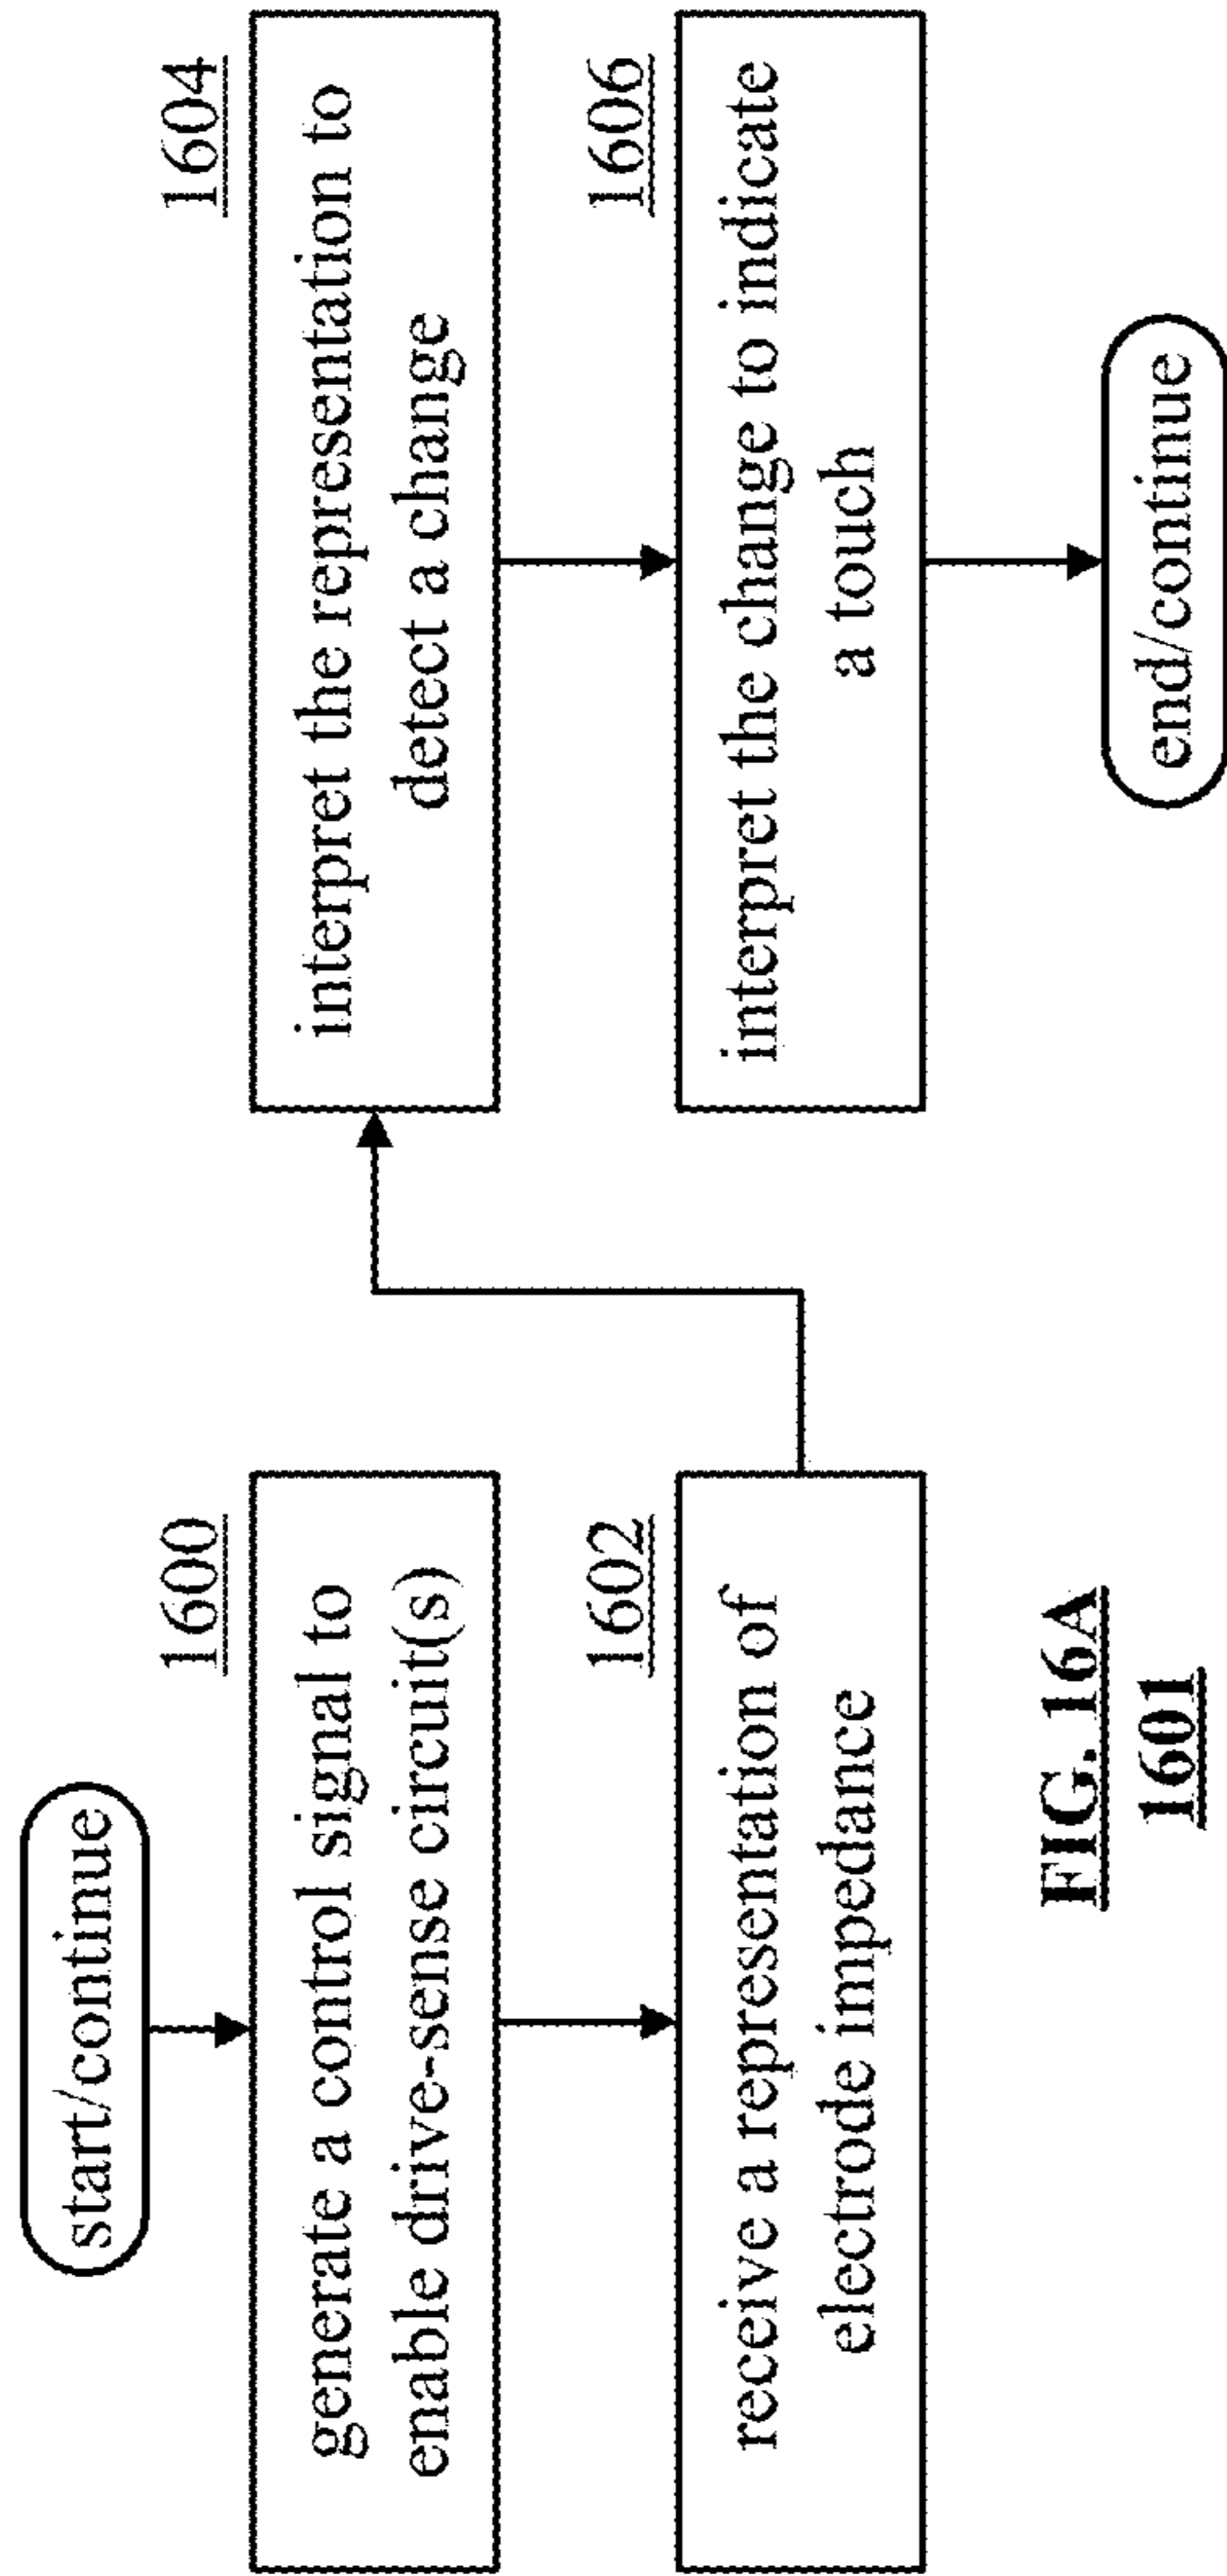 start/continue
1600
generate a control signal to
enable drive-sense circuit(s)
1602
receive a representation of
electrode impedance
1604
interpret the representation to
detect a change
1606
interpret the change to indicate
a touch
end/continue
FIG. 16A
1601